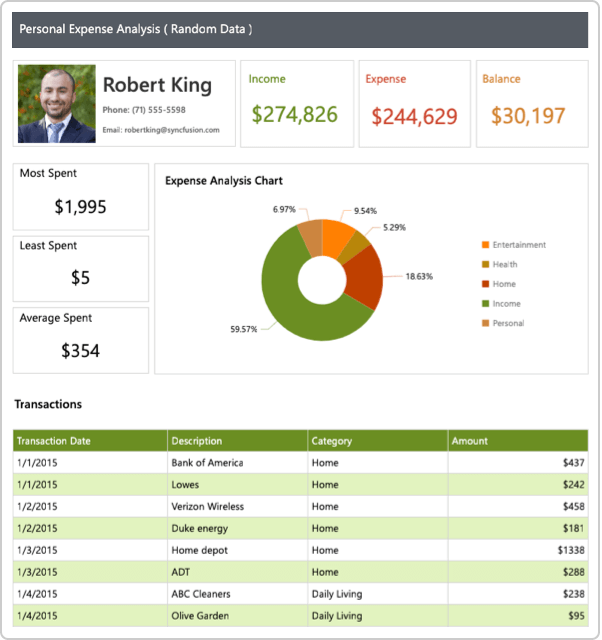 Personal Expense Analysis ( Random Data )
Robert King
Phone: (71) 555-5598
Email: robertking@syncfusion.com
Income
$274,826
Expense
$244,629
Balance
$30,197
Most Spent
$1,995
Least Spent
$5
Average Spent
$354
Expense Analysis Chart
6.97%
9.54%
5.29%
18.63%
59.57%
Entertainment
Health
Home
Income
Personal
Transactions
Transaction Date Description Category Amount
1/1/2015 Bank of America Home $437
1/1/2015 Lowes Home $242
1/2/2015 Verizon Wireless Home $458
1/2/2015 Duke energy Home $181
1/3/2015 Home depot Home $1338
1/3/2015 ADT Home $288
1/4/2015 ABC Cleaners Daily Living $238
1/4/2015 Olive Garden Daily Living $95